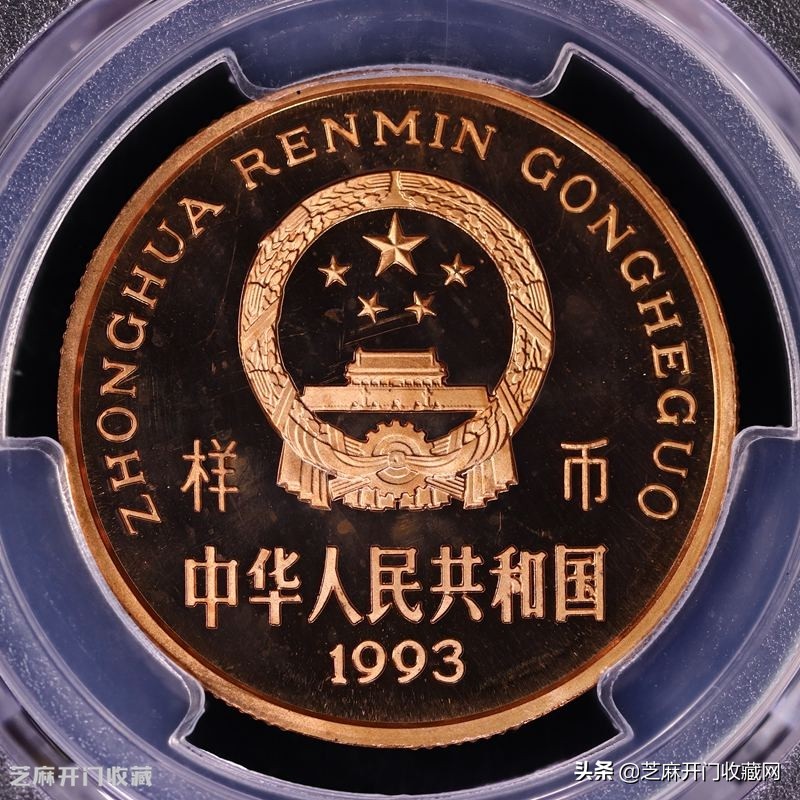 ZHONGHUA RENMIN GONGHEGUO
样 币
中华人民共和国
1993
芝麻开门收藏
头条 @芝麻开门收藏网